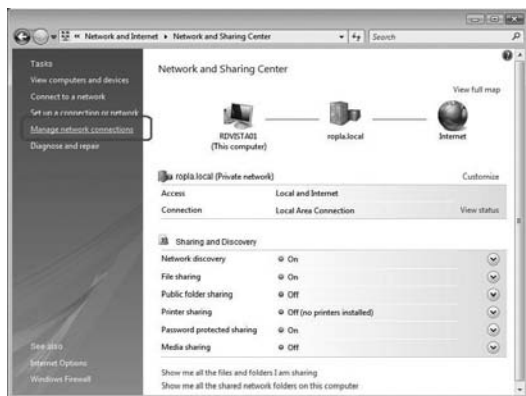 « Network and Internet ▸ Network and Sharing Center
Search
Tasks
View computers and devices
Connect to a network
Set up a connection or network
Manage network connections
Diagnose and repair
See also
Internet Options
Windows Firewall
Network and Sharing Center
View full map
RDVISTA01
(This computer)
ropla.local
Internet
ropla.local (Private network)
Customize
Access Local and Internet
Connection Local Area Connection View status
Sharing and Discovery
Network discovery On
File sharing On
Public folder sharing Off
Printer sharing Off (no printers installed)
Password protected sharing On
Media sharing Off
Show me all the files and folders I am sharing
Show me all the shared network folders on this computer